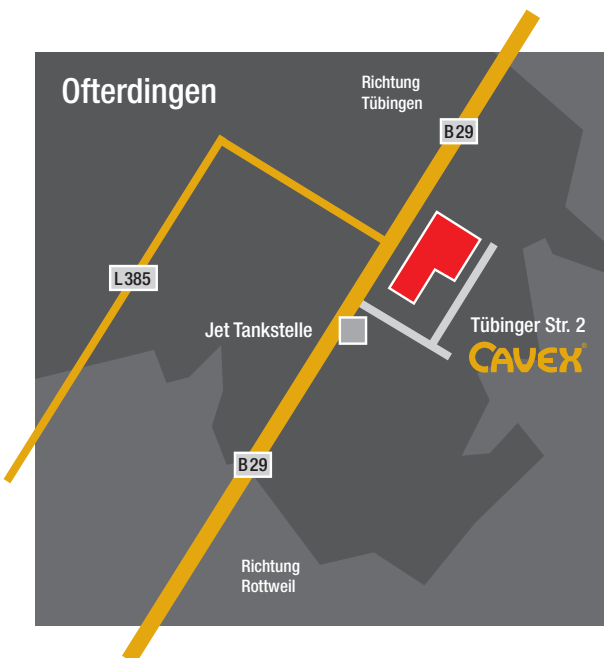 Ofterdingen
Richtung
Tübingen
B29
L385
Jet Tankstelle
Tübinger Str. 2
CAVEX®
B29
Richtung
Rottweil